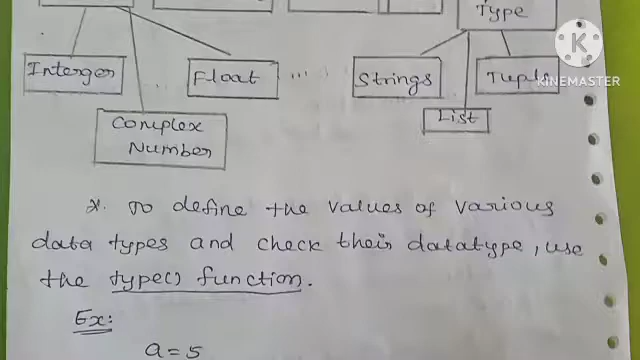 Type
Interger
Float
....
Strings
Tuple
KINEMASTER
Complex
Number
List
*. To define the values of various
data types and check their datatype, use
the type() function.
Ex:
a = 5